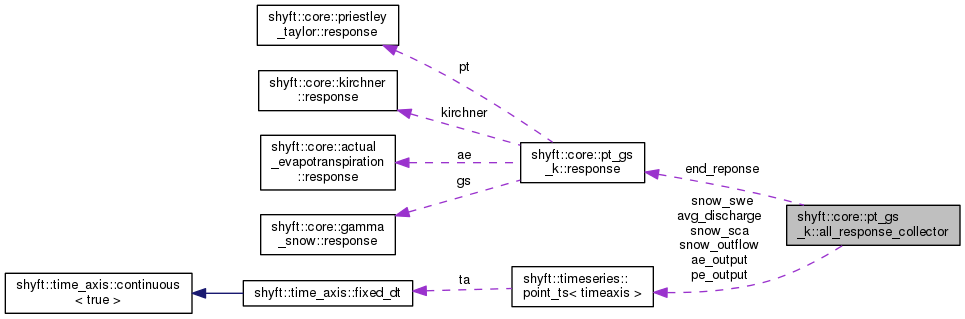 shyft::core::priestley
_taylor::response
pt
shyft::core::kirchner
::response
kirchner
shyft::core::actual
_evapotranspiration
::response
ae
shyft::core::pt_gs
_k::response
gs
shyft::core::gamma
_snow::response
end_reponse
snow_swe
avg_discharge
snow_sca
snow_outflow
ae_output
pe_output
shyft::core::pt_gs
_k::all_response_collector
shyft::time_axis::continuous
< true >
shyft::time_axis::fixed_dt
ta
shyft::timeseries::
point_ts< timeaxis >